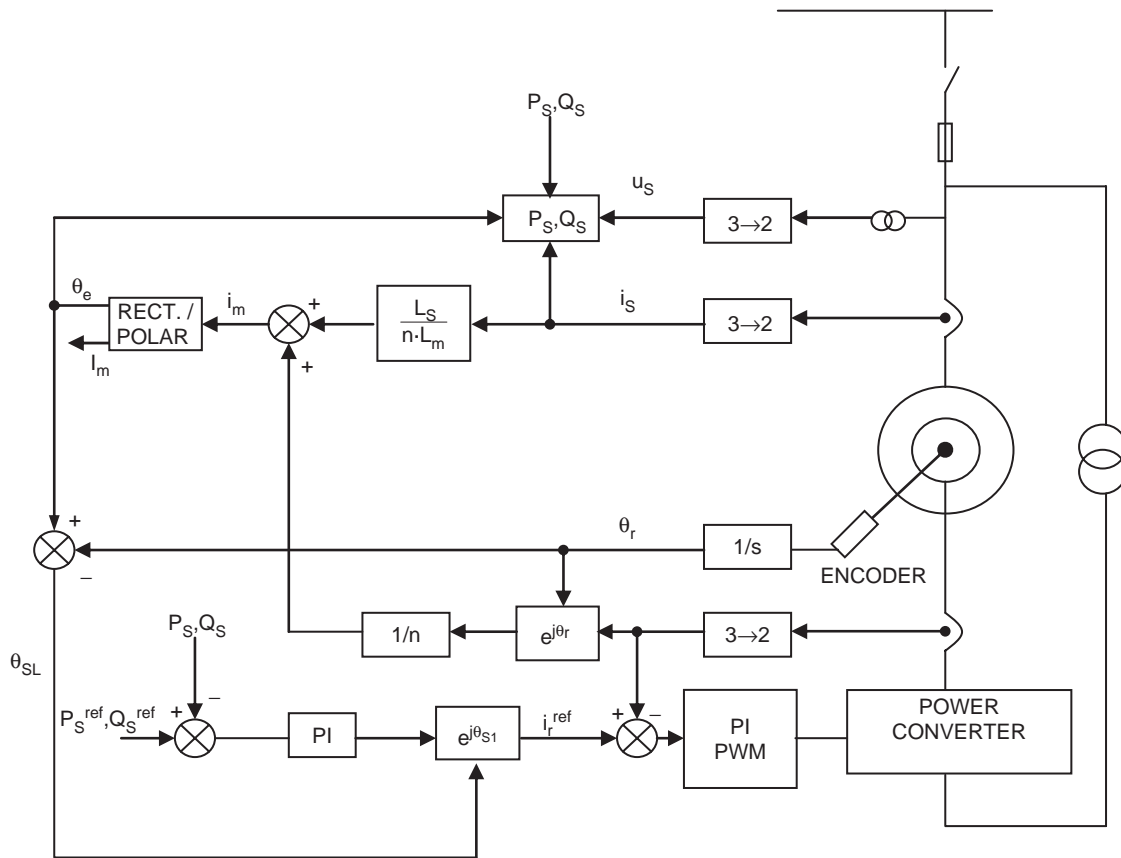 P_S,Q_S
u_S
P_S,Q_S
3→2
θ_e
RECT. /
POLAR
I_m
i_m
+
+
L_S
n·L_m
i_S
3→2
+
−
θ_r
1/s
ENCODER
P_S,Q_S
1/n
e^jθr
3→2
θ_SL
−
+
P_S^ref,Q_S^ref
PI
e^jθS1
i_r^ref
+
−
PI
PWM
POWER
CONVERTER